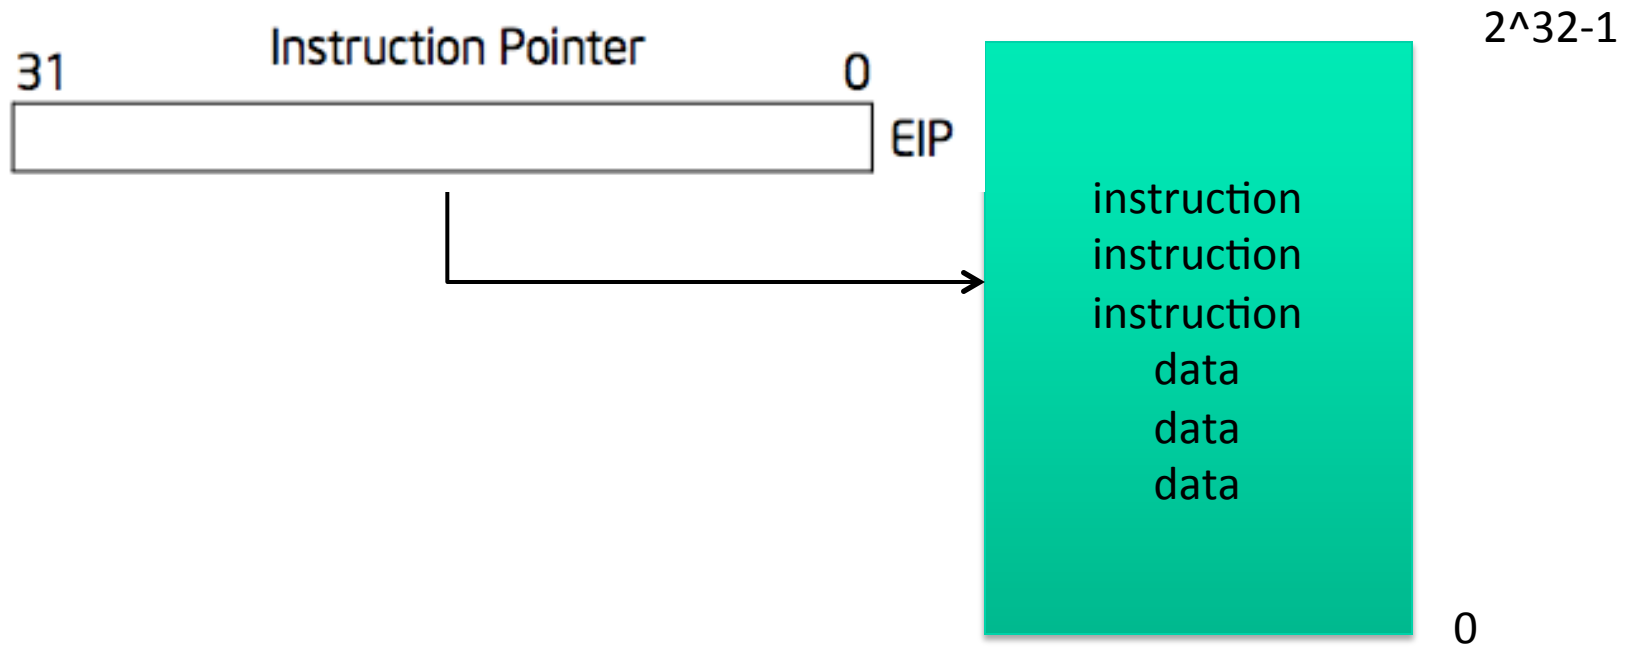 Instruction Pointer
31
0
EIP
2^32-1
instruction
instruction
instruction
data
data
data
0